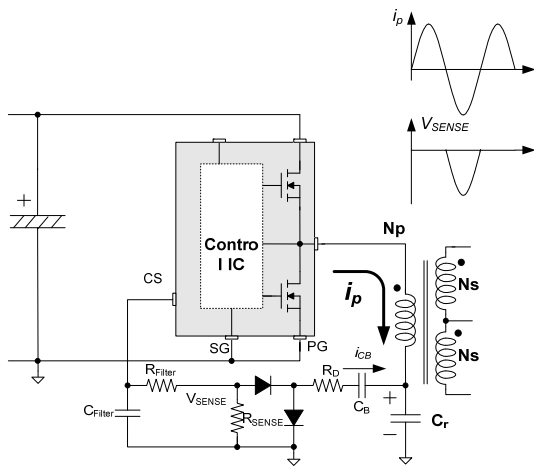 ip
VSENSE
+
Np
Contro
l IC
Ns
CS
ip
SG
PG
Ns
iCB
RFilter
RD
VSENSE
RSENSE
CB
+
CFilter
Cr
−